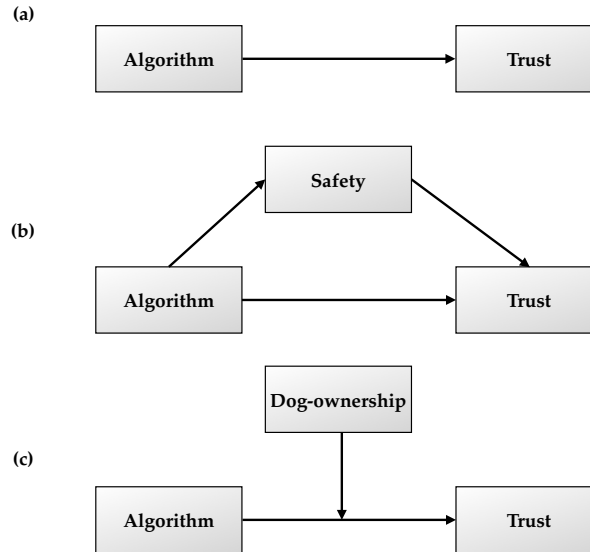 (a)
Algorithm
Trust
Safety
(b)
Algorithm
Trust
Dog-ownership
(c)
Algorithm
Trust